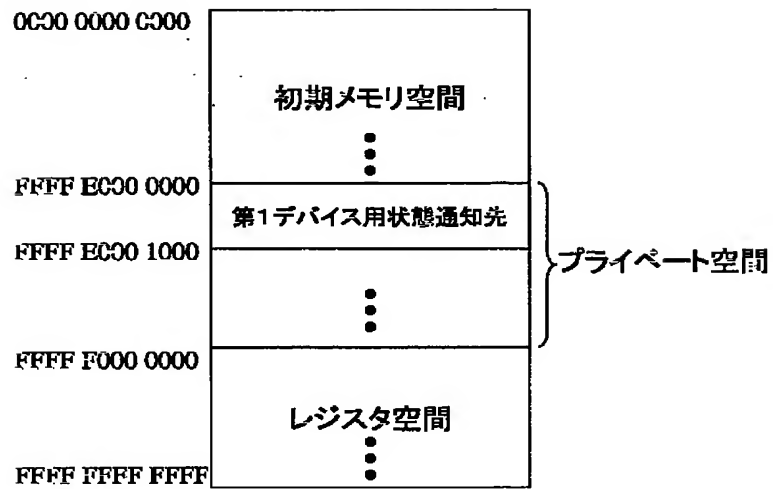 0000 0000 0000
初期メモリ空間
FFFF E000 0000
第1デバイス用状態通知先
FFFF E000 1000
プライベート空間
FFFF F000 0000
レジスタ空間
FFFF FFFF FFFF